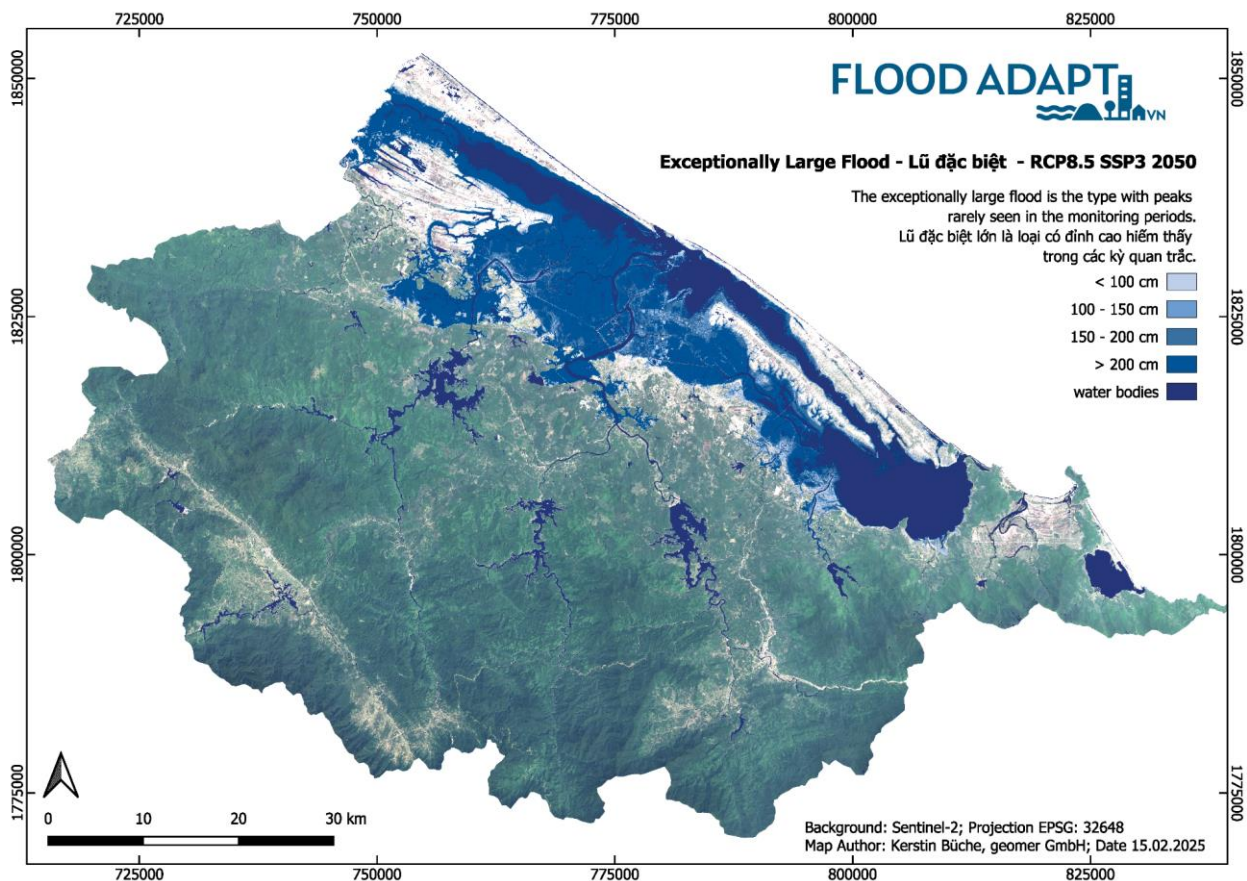 725000 750000 775000 800000 825000
1850000 1850000
FLOOD ADAPT
VN
Exceptionally Large Flood - Lũ đặc biệt - RCP8.5 SSP3 2050
The exceptionally large flood is the type with peaks
rarely seen in the monitoring periods.
Lũ đặc biệt lớn là loại có đỉnh cao hiếm thấy
trong các kỳ quan trắc.
< 100 cm
100 - 150 cm
150 - 200 cm
> 200 cm
water bodies
1825000 1825000
1800000 1800000
1775000 1775000
0 10 20 30 km
Background: Sentinel-2; Projection EPSG: 32648
Map Author: Kerstin Büche, geomer GmbH; Date 15.02.2025
725000 750000 775000 800000 825000